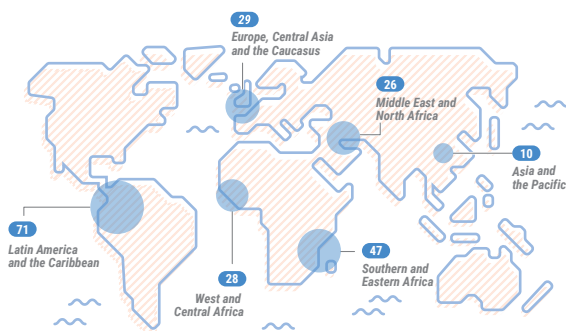 29
Europe, Central Asia
and the Caucasus
26
Middle East and
North Africa
10
Asia and
the Pacific
71
Latin America
and the Caribbean
28
West and
Central Africa
47
Southern and
Eastern Africa